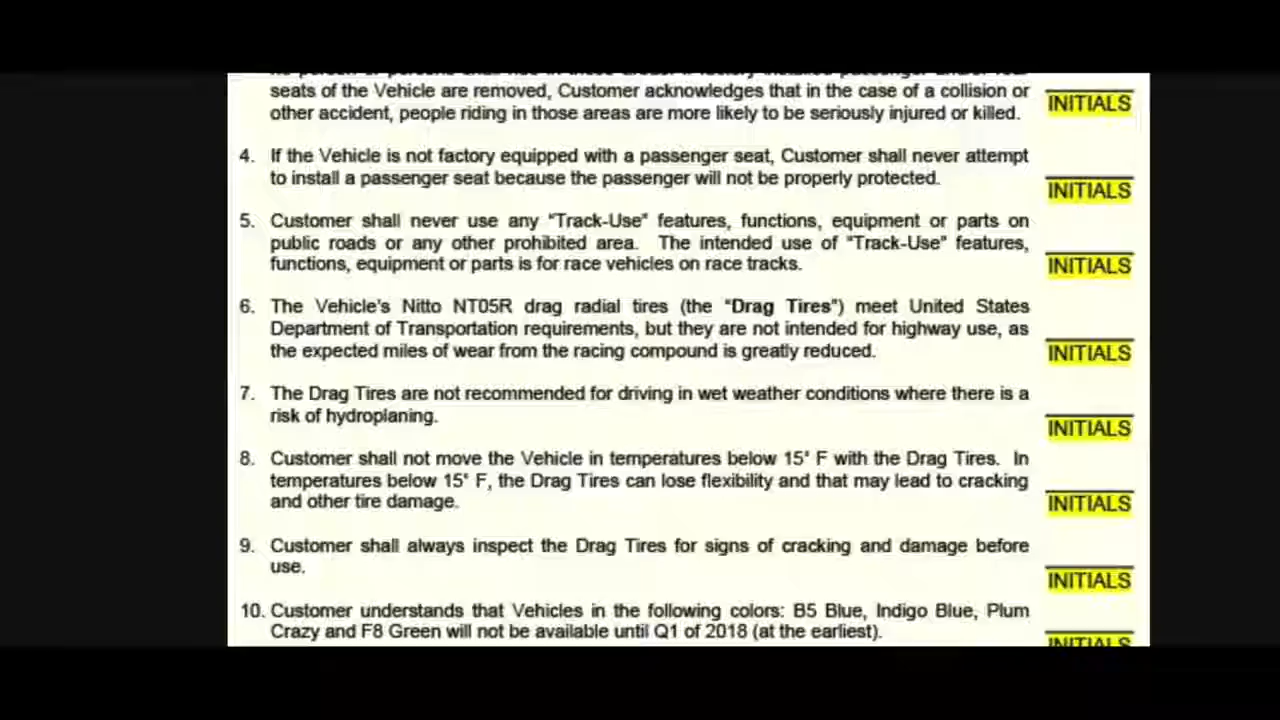 seats of the Vehicle are removed, Customer acknowledges that in the case of a collision or
other accident, people riding in those areas are more likely to be seriously injured or killed.
INITIALS
4. If the Vehicle is not factory equipped with a passenger seat, Customer shall never attempt
to install a passenger seat because the passenger will not be properly protected.
INITIALS
5. Customer shall never use any "Track-Use" features, functions, equipment or parts on
public roads or any other prohibited area. The intended use of "Track-Use" features,
functions, equipment or parts is for race vehicles on race tracks.
INITIALS
6. The Vehicle's Nitto NT05R drag radial tires (the "Drag Tires") meet United States
Department of Transportation requirements, but they are not intended for highway use, as
the expected miles of wear from the racing compound is greatly reduced.
INITIALS
7. The Drag Tires are not recommended for driving in wet weather conditions where there is a
risk of hydroplaning.
INITIALS
8. Customer shall not move the Vehicle in temperatures below 15° F with the Drag Tires. In
temperatures below 15° F, the Drag Tires can lose flexibility and that may lead to cracking
and other tire damage.
INITIALS
9. Customer shall always inspect the Drag Tires for signs of cracking and damage before
use.
INITIALS
10. Customer understands that Vehicles in the following colors: B5 Blue, Indigo Blue, Plum
Crazy and F8 Green will not be available until Q1 of 2018 (at the earliest).
INITIALS